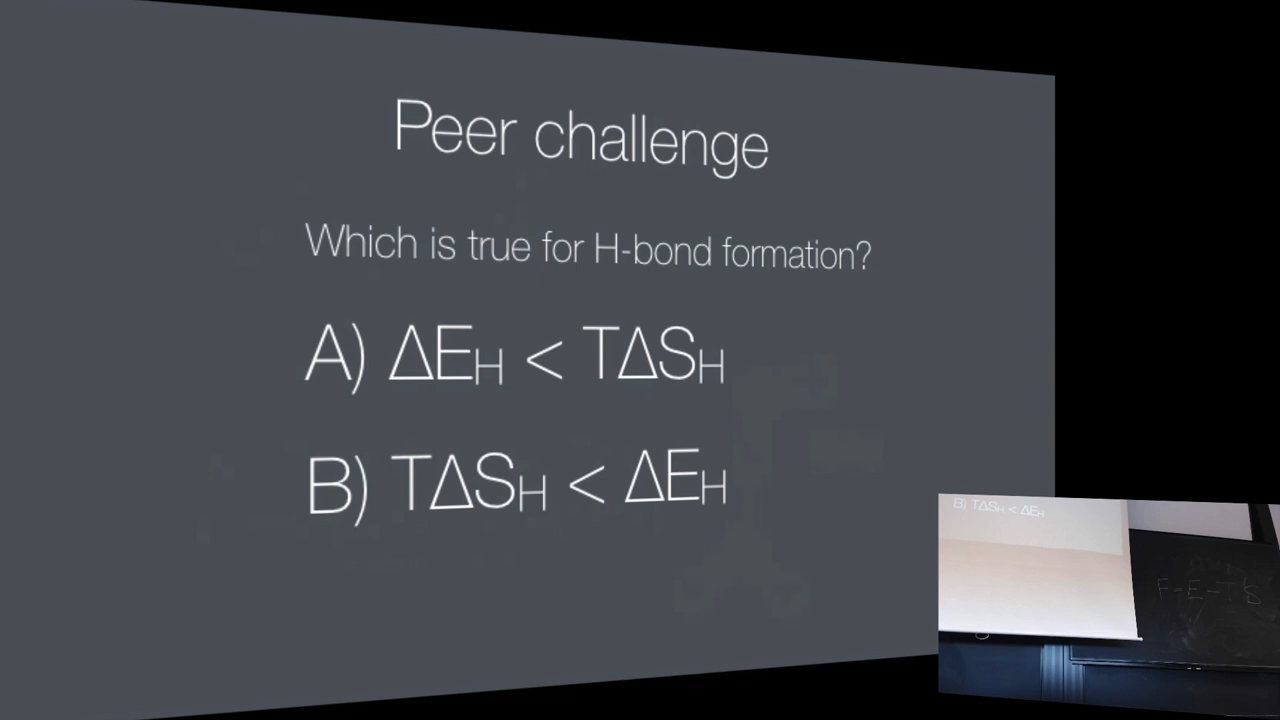 Peer challenge
Which is true for H-bond formation?
A) ΔEH < TΔSH
B) TΔSH < ΔEH
B) TΔSH < ΔEH
F=E-TS